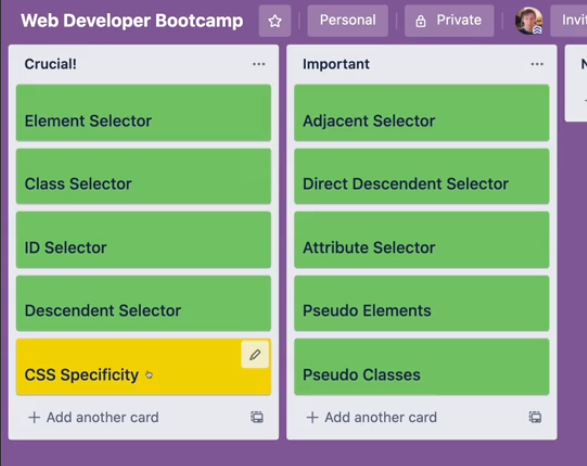 Web Developer Bootcamp
Personal
Private
Crucial!
Element Selector
Class Selector
ID Selector
Descendent Selector
CSS Specificity
+ Add another card
Important
Adjacent Selector
Direct Descendent Selector
Attribute Selector
Pseudo Elements
Pseudo Classes
+ Add another card